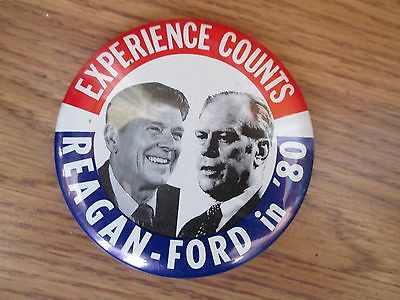 EXPERIENCE COUNTS
REAGAN-FORD in '80